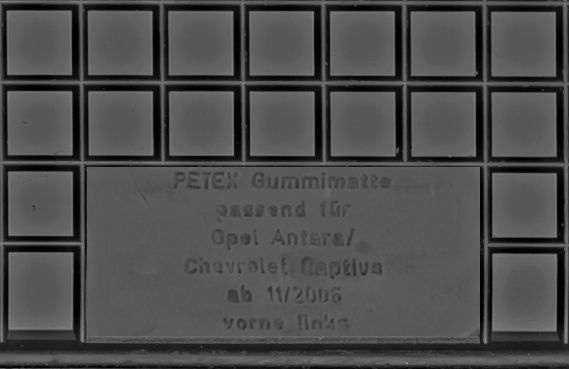 PETEX Gummimatte
passend für
Opel Antara/
Chevrolet Captiva
ab 11/2006
vorne links